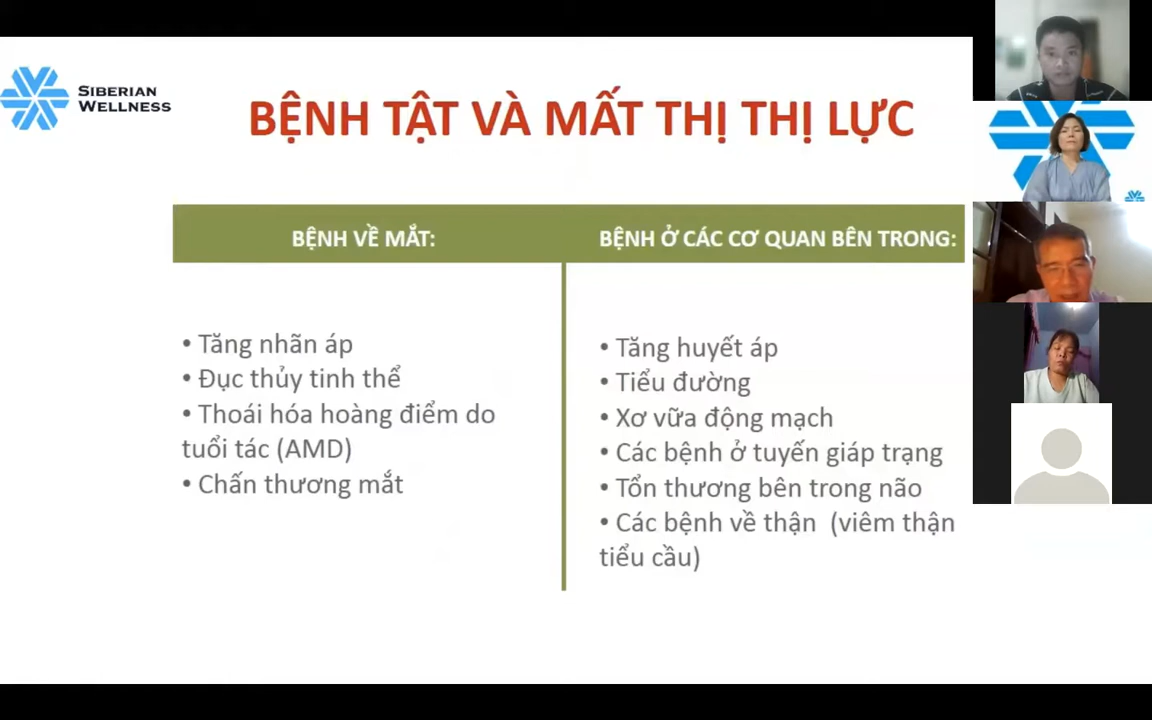 SIBERIAN
WELLNESS
BỆNH TẬT VÀ MẤT THỊ THỊ LỰC
BỆNH VỀ MẮT:
• Tăng nhãn áp
• Đục thủy tinh thể
• Thoái hóa hoàng điểm do
tuổi tác (AMD)
• Chấn thương mắt
BỆNH Ở CÁC CƠ QUAN BÊN TRONG:
• Tăng huyết áp
• Tiểu đường
• Xơ vữa động mạch
• Các bệnh ở tuyến giáp trạng
• Tổn thương bên trong não
• Các bệnh về thận (viêm thận
tiểu cầu)